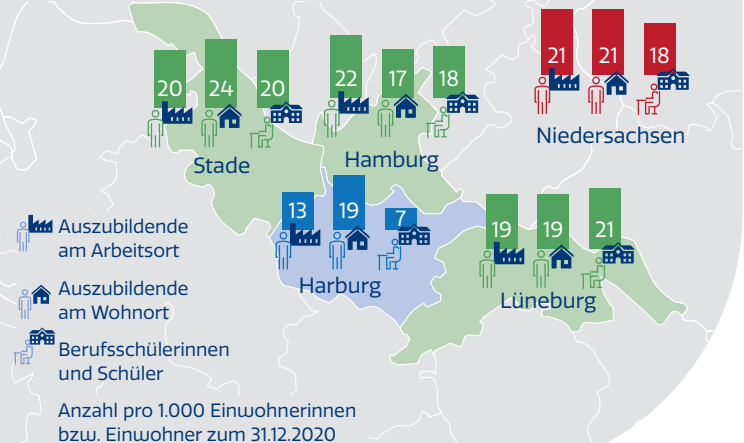 20 24 20
Stade
22 17 18
Hamburg
21 21 18
Niedersachsen
13 19 7
Harburg
19 19 21
Lüneburg
Auszubildende
am Arbeitsort
Auszubildende
am Wohnort
Berufsschülerinnen
und Schüler
Anzahl pro 1.000 Einwohnerinnen
bzw. Einwohner zum 31.12.2020